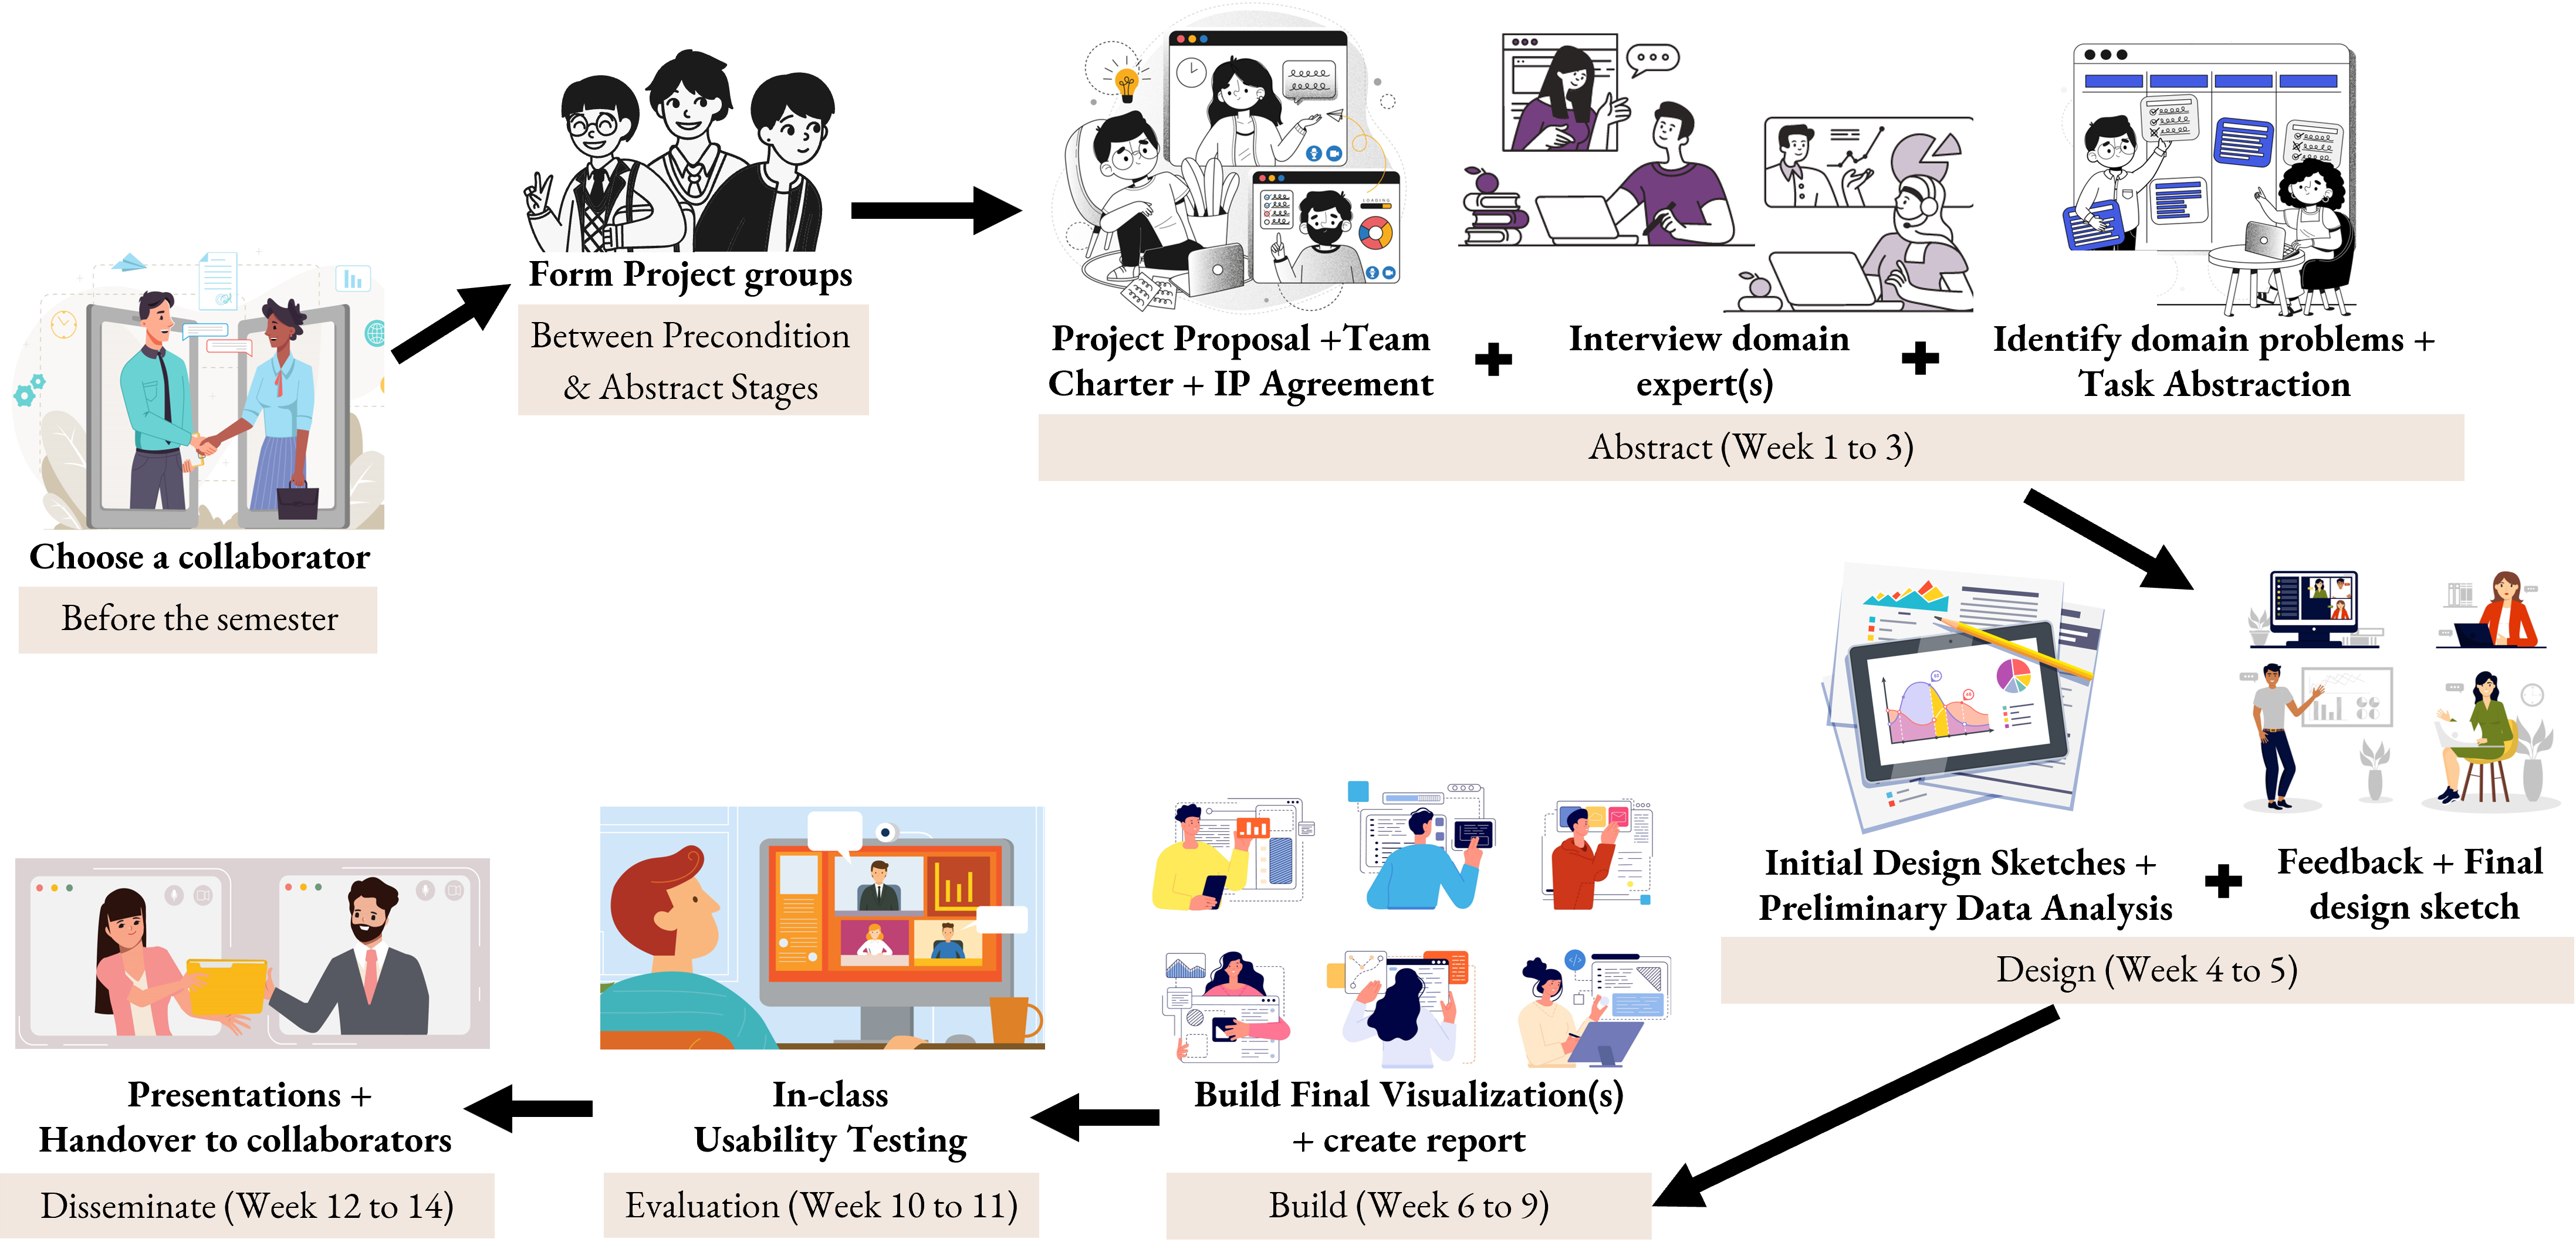 Choose a collaborator
Before the semester
Form Project groups
Between Precondition
& Abstract Stages
LOADING
Project Proposal +Team
Charter + IP Agreement
Interview domain
expert(s)
Identify domain problems +
Task Abstraction
Abstract (Week 1 to 3)
Initial Design Sketches +
Preliminary Data Analysis
Feedback + Final
design sketch
Design (Week 4 to 5)
Build Final Visualization(s)
+ create report
Build (Week 6 to 9)
In-class
Usability Testing
Evaluation (Week 10 to 11)
Presentations +
Handover to collaborators
Disseminate (Week 12 to 14)